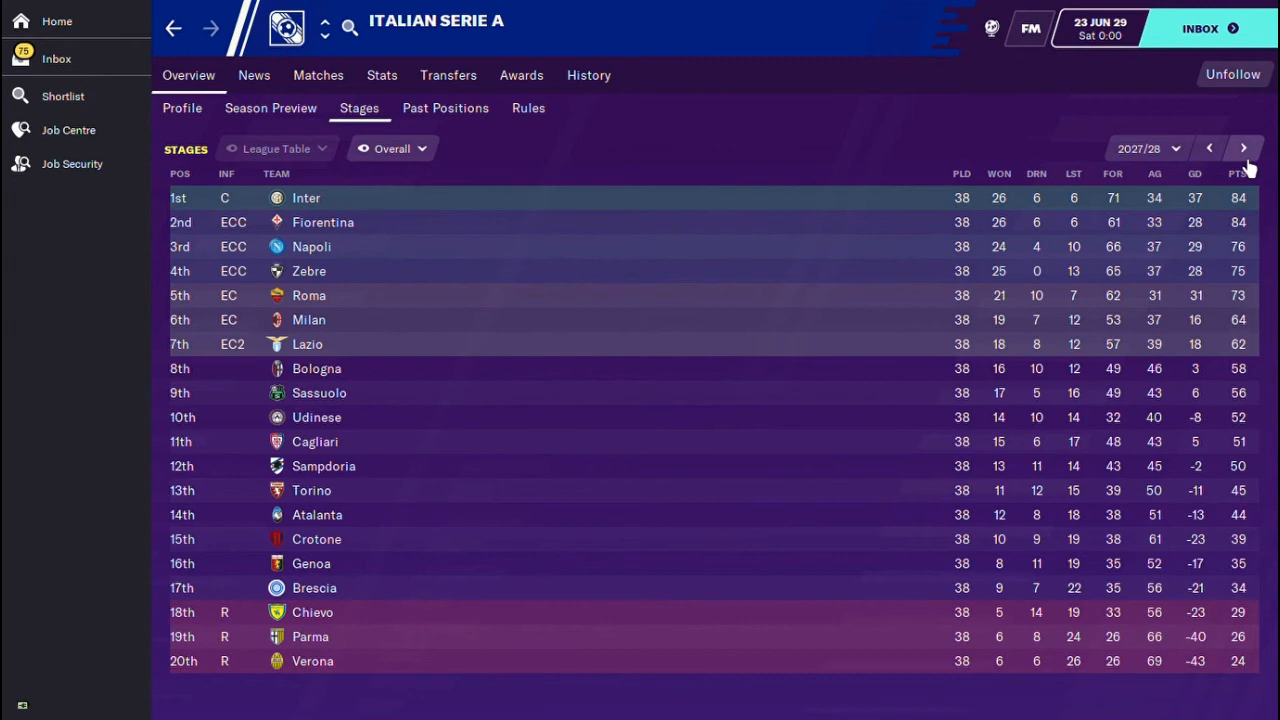 Home
75
Inbox
Shortlist
Job Centre
Job Security
ITALIAN SERIE A
FM
23 JUN 29
Sat 0:00
INBOX
Overview News Matches Stats Transfers Awards History
Unfollow
Profile Season Preview Stages Past Positions Rules
STAGES League Table Overall 2027/28
POS INF TEAM PLD WON DRN LST FOR AG GD PTS
1st C Inter 38 26 6 6 71 34 37 84
2nd ECC Fiorentina 38 26 6 6 61 33 28 84
3rd ECC Napoli 38 24 4 10 66 37 29 76
4th ECC Zebre 38 25 0 13 65 37 28 75
5th EC Roma 38 21 10 7 62 31 31 73
6th EC Milan 38 19 7 12 53 37 16 64
7th EC2 Lazio 38 18 8 12 57 39 18 62
8th Bologna 38 16 10 12 49 46 3 58
9th Sassuolo 38 17 5 16 49 43 6 56
10th Udinese 38 14 10 14 32 40 -8 52
11th Cagliari 38 15 6 17 48 43 5 51
12th Sampdoria 38 13 11 14 43 45 -2 50
13th Torino 38 11 12 15 39 50 -11 45
14th Atalanta 38 12 8 18 38 51 -13 44
15th Crotone 38 10 9 19 38 61 -23 39
16th Genoa 38 8 11 19 35 52 -17 35
17th Brescia 38 9 7 22 35 56 -21 34
18th R Chievo 38 5 14 19 33 56 -23 29
19th R Parma 38 6 8 24 26 66 -40 26
20th R Verona 38 6 6 26 26 69 -43 24